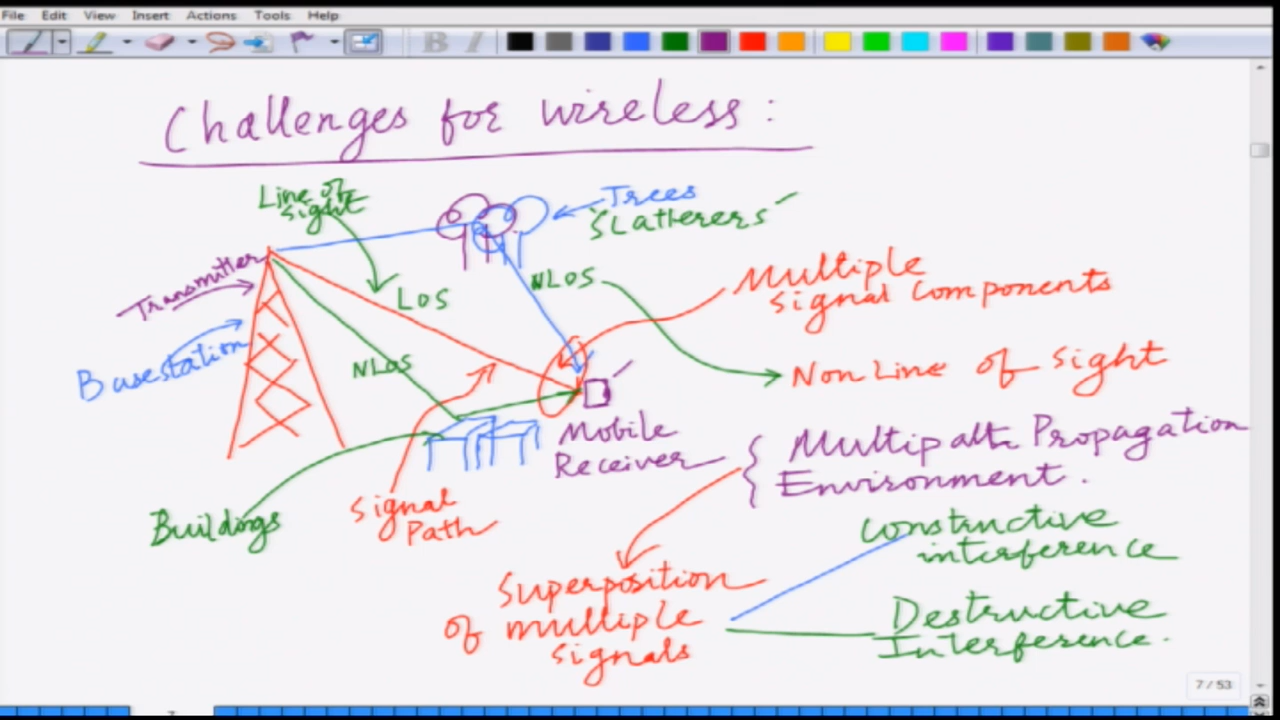 File Edit View Insert Actions Tools Help
Challenges for wireless :
Line of
sight
Trees
'Scatterers'
Transmitter
LOS
NLOS
Multiple
signal components
Basestation
NLOS
Non Line of Sight
Mobile
Receiver
Multipath Propagation
Environment.
Buildings
Signal
Path
Constructive
interference
Superposition
of multiple
signals
Destructive
Interference.
7 / 53